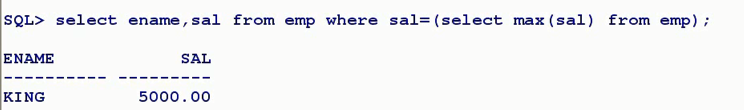 SQL> select ename,sal from emp where sal=(select max(sal) from emp);
ENAME             SAL
---------- ---------
KING          5000.00